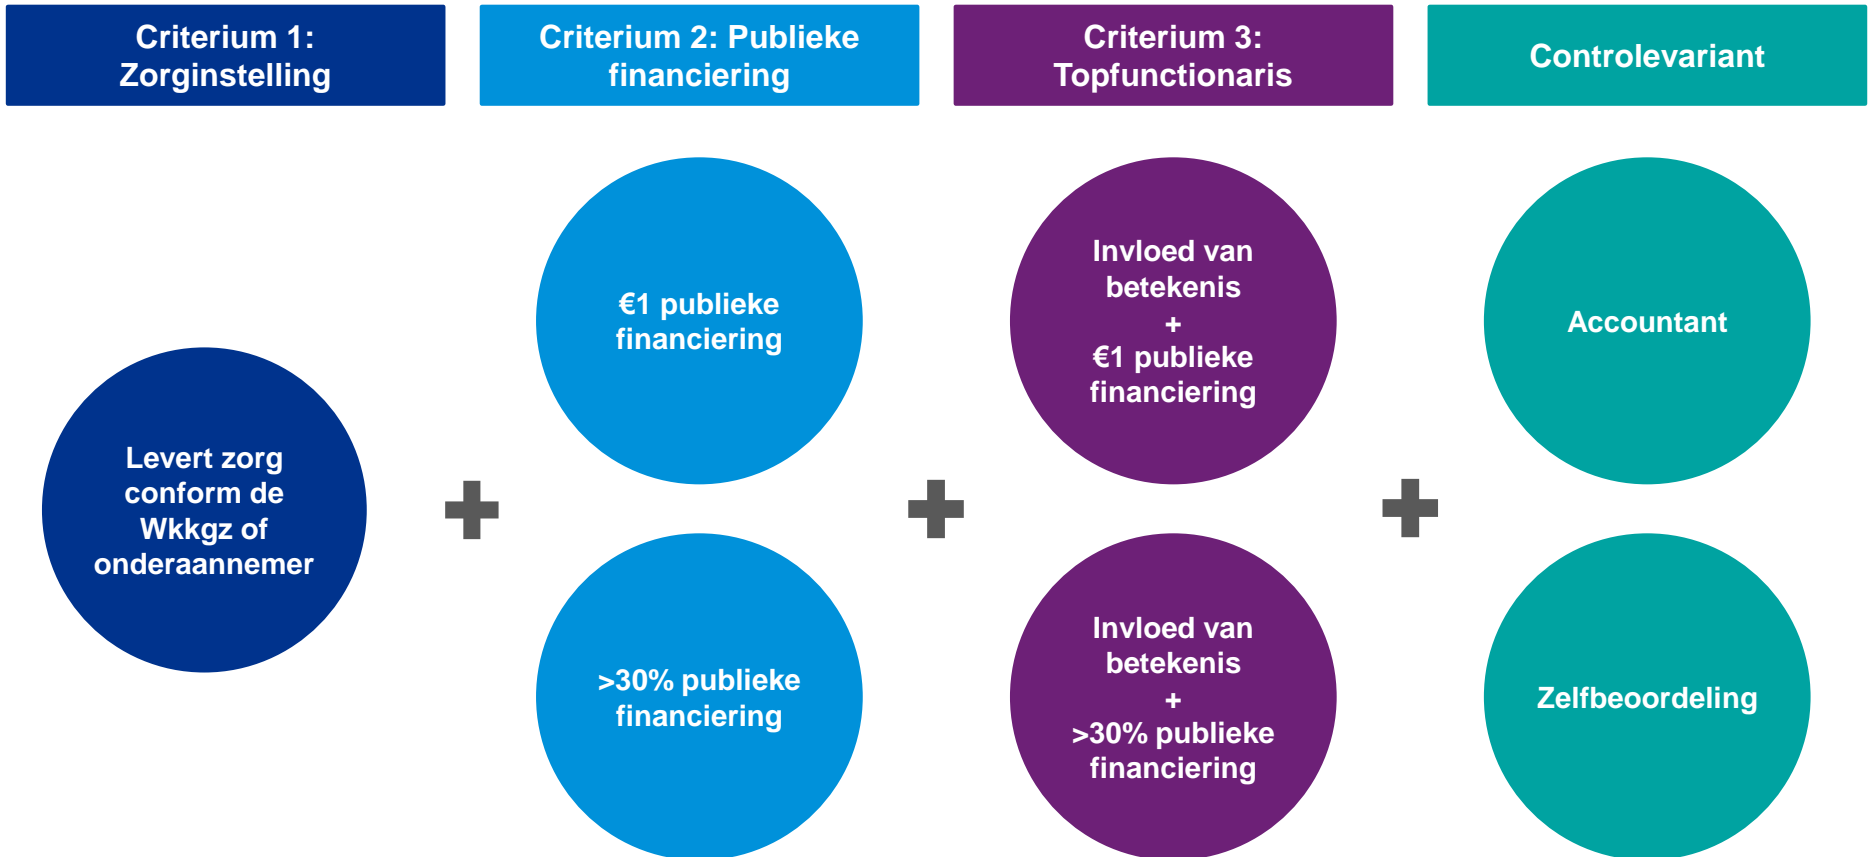 Criterium 1:
Zorginstelling
Criterium 2: Publieke
financiering
Criterium 3:
Topfunctionaris
Controlevariant
Levert zorg
conform de
Wkkgz of
onderaannemer
€1 publieke
financiering
>30% publieke
financiering
Invloed van
betekenis
+
€1 publieke
financiering
Invloed van
betekenis
+
>30% publieke
financiering
Accountant
Zelfbeoordeling